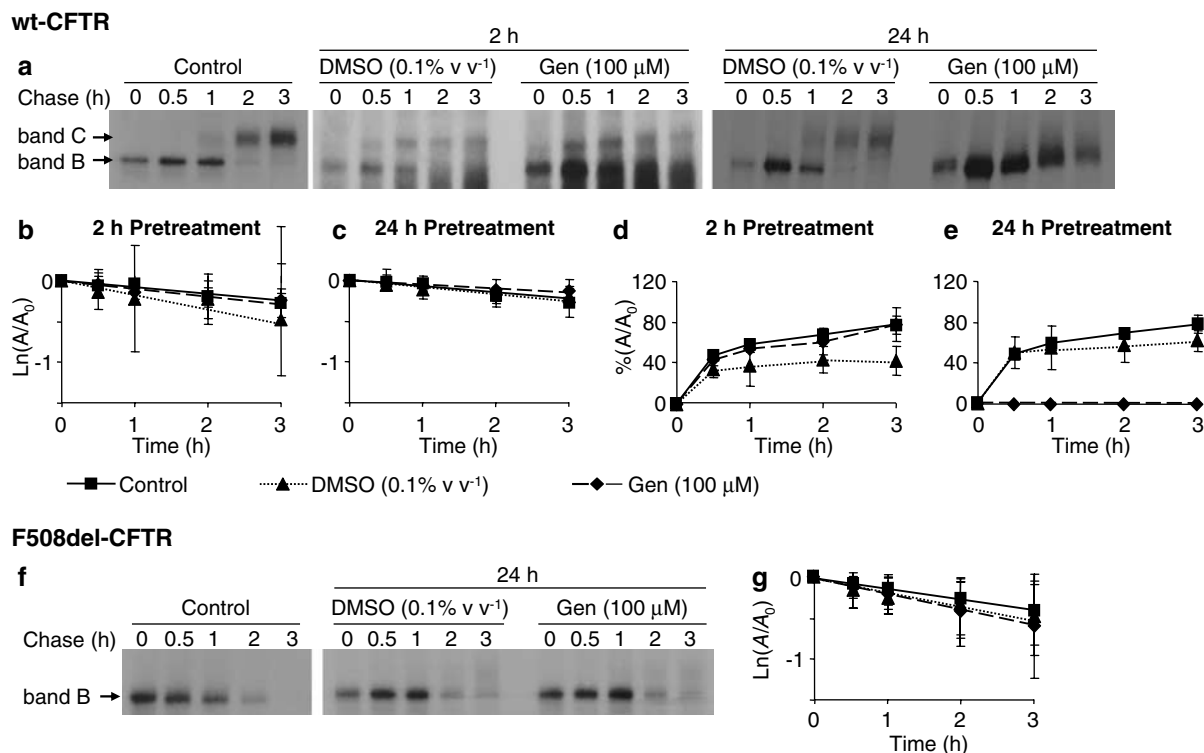 wt-CFTR
2 h
24 h
a
Control
DMSO (0.1% v v⁻¹)
Gen (100 μM)
DMSO (0.1% v v⁻¹)
Gen (100 μM)
Chase (h) 0 0.5 1 2 3 0 0.5 1 2 3 0 0.5 1 2 3 0 0.5 1 2 3 0 0.5 1 2 3
band C
band B
b 2 h Pretreatment
c 24 h Pretreatment
d 2 h Pretreatment
e 24 h Pretreatment
Ln(A/A₀)
0
-1
0 1 2 3
Time (h)
0
-1
0 1 2 3
Time (h)
%(A/A₀)
120
80
40
0
0 1 2 3
Time (h)
120
80
40
0
0 1 2 3
Time (h)
Control
DMSO (0.1% v v⁻¹)
Gen (100 μM)
F508del-CFTR
f
24 h
Control
DMSO (0.1% v v⁻¹)
Gen (100 μM)
Chase (h) 0 0.5 1 2 3 0 0.5 1 2 3 0 0.5 1 2 3
band B
g
Ln(A/A₀)
0
-1
0 1 2 3
Time (h)